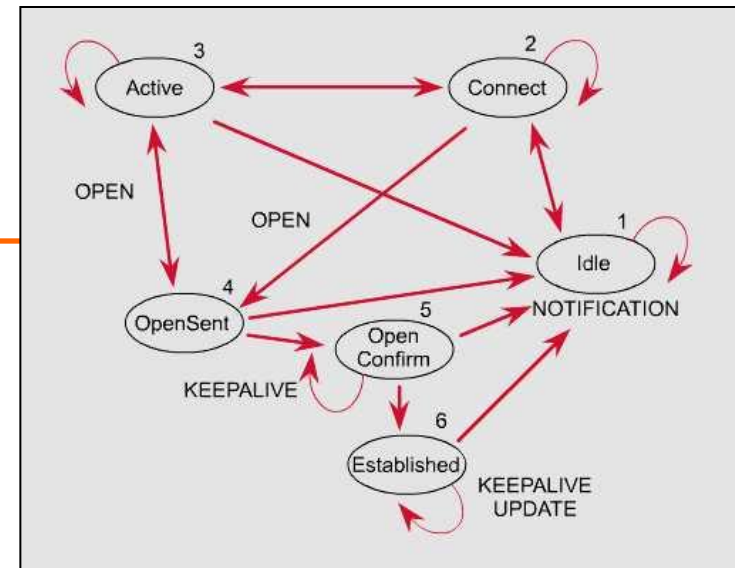 3
Active
2
Connect
OPEN
OPEN
1
Idle
NOTIFICATION
4
OpenSent
5
Open
Confirm
KEEPALIVE
6
Established
KEEPALIVE
UPDATE